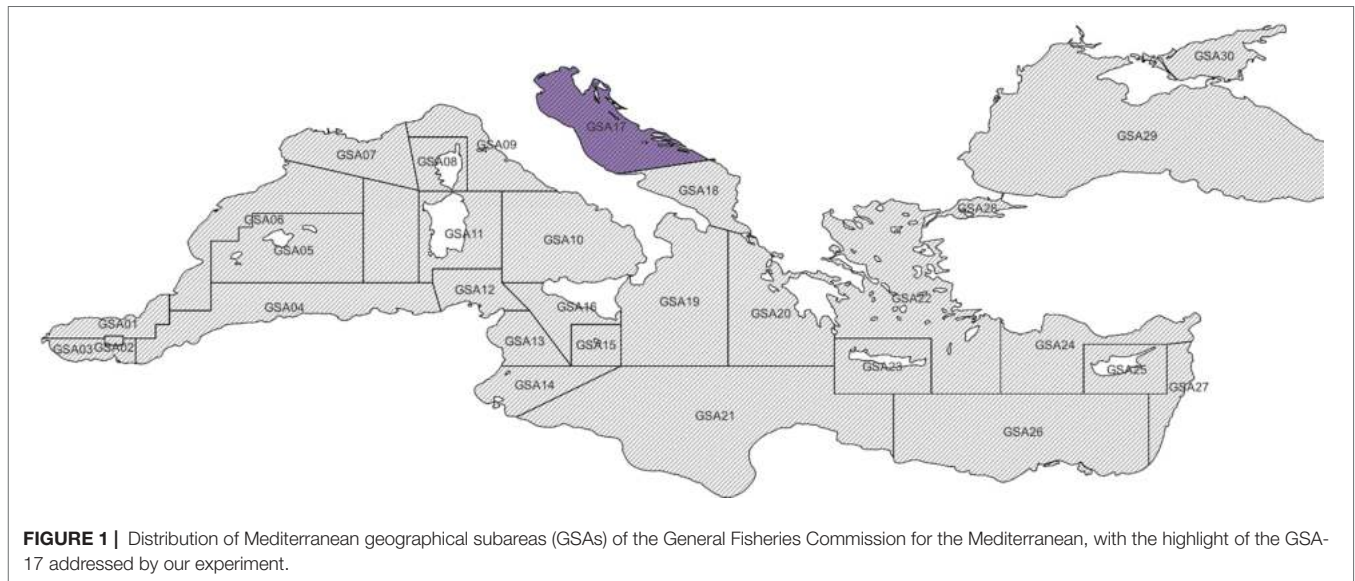 GSA30
GSA29
GSA17
GSA09
GSA07
GSA08
GSA18
GSA28
GSA06
GSA11
GSA10
GSA05
GSA22
GSA19
GSA04
GSA16
GSA12
GSA20
GSA01
GSA03
GSA02
GSA13
GSA15
GSA24
GSA23
GSA25
GSA14
GSA27
GSA21
GSA26
FIGURE 1 | Distribution of Mediterranean geographical subareas (GSAs) of the General Fisheries Commission for the Mediterranean, with the highlight of the GSA-
17 addressed by our experiment.